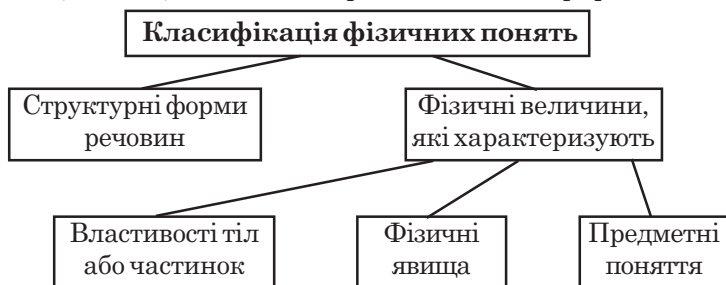 Класифікація фізичних понять
Структурні форми
речовин
Фізичні величини,
які характеризують
Властивості тіл
або частинок
Фізичні
явища
Предметні
поняття